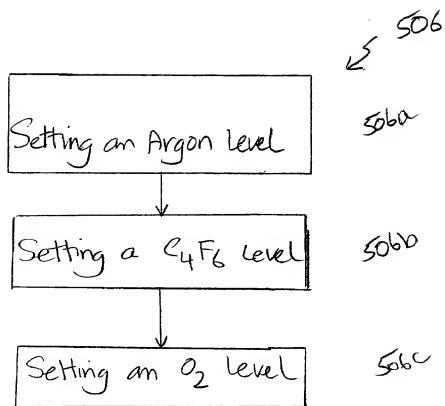 506
Setting an Argon level
506a
Setting a C4F6 level
506b
Setting an O2 level
506c